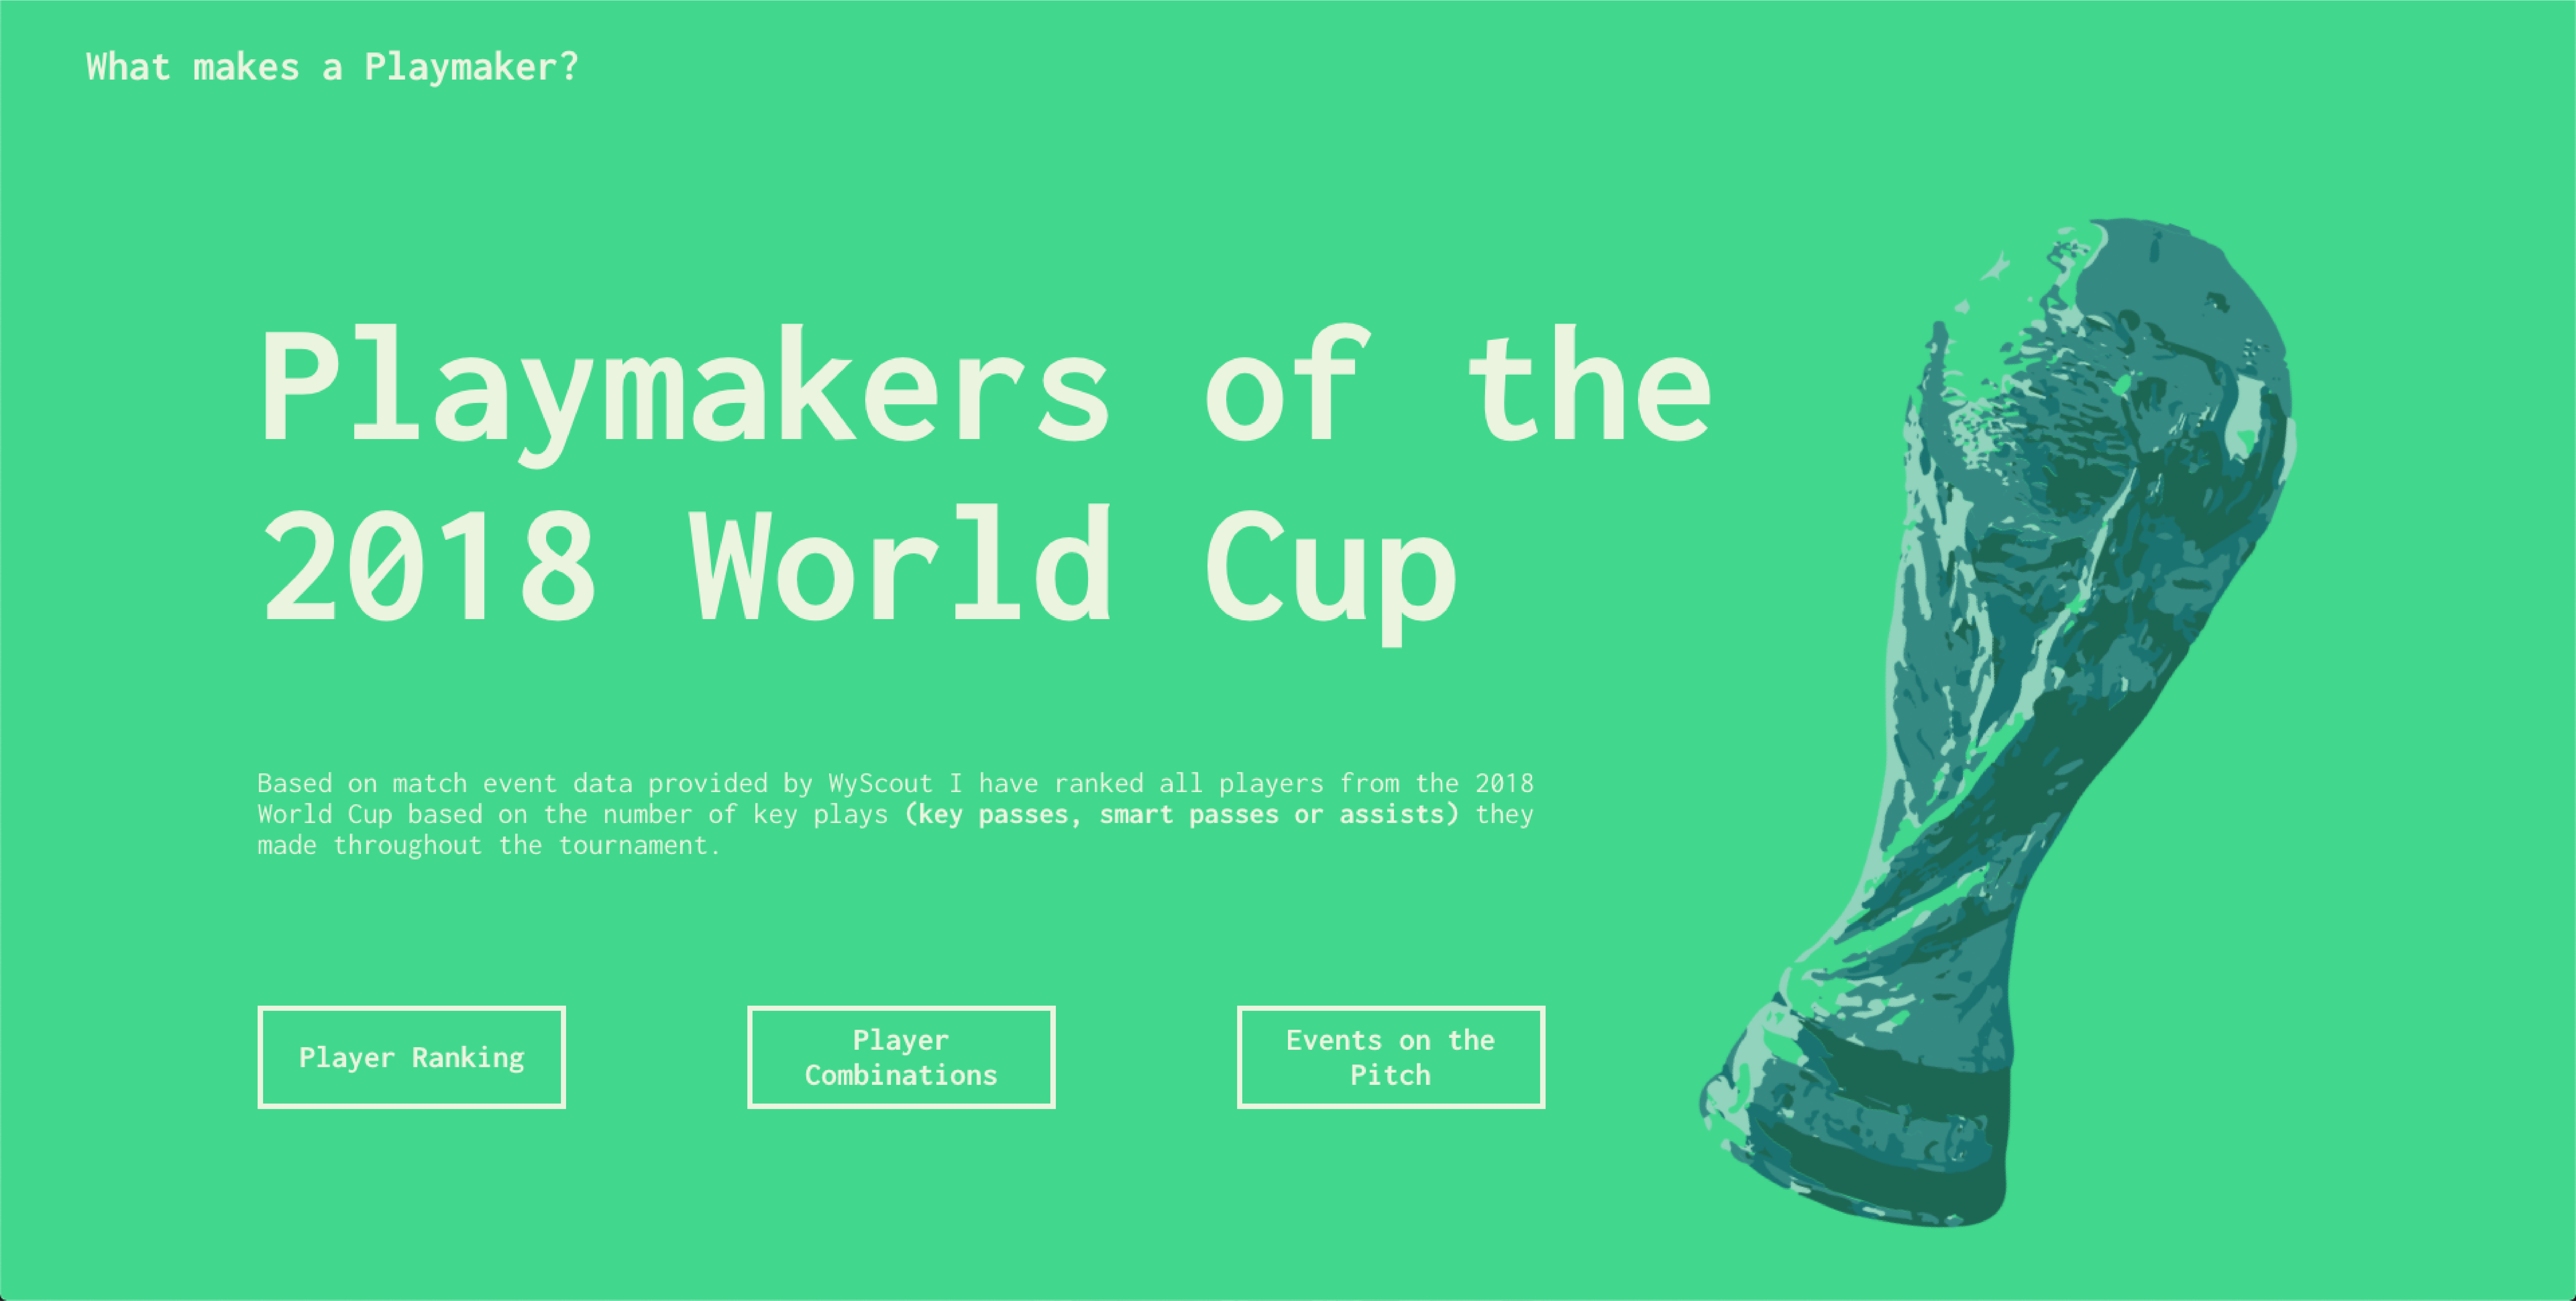 What makes a Playmaker?
Playmakers of the
2018 World Cup
Based on match event data provided by WyScout I have ranked all players from the 2018
World Cup based on the number of key plays (key passes, smart passes or assists) they
made throughout the tournament.
Player Ranking
Player
Combinations
Events on the
Pitch